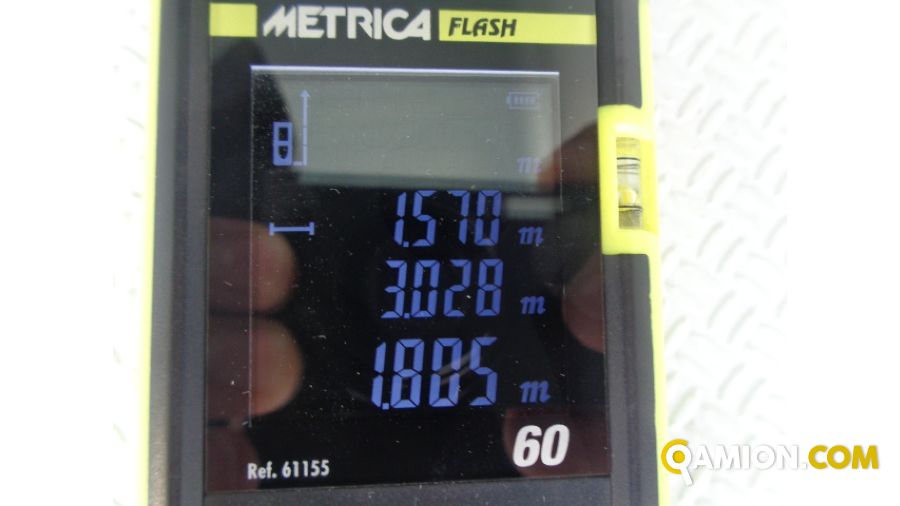 METRICA FLASH
m
1.570 m
3.028 m
1.805 m
60
Ref. 61155
QAMION.COM